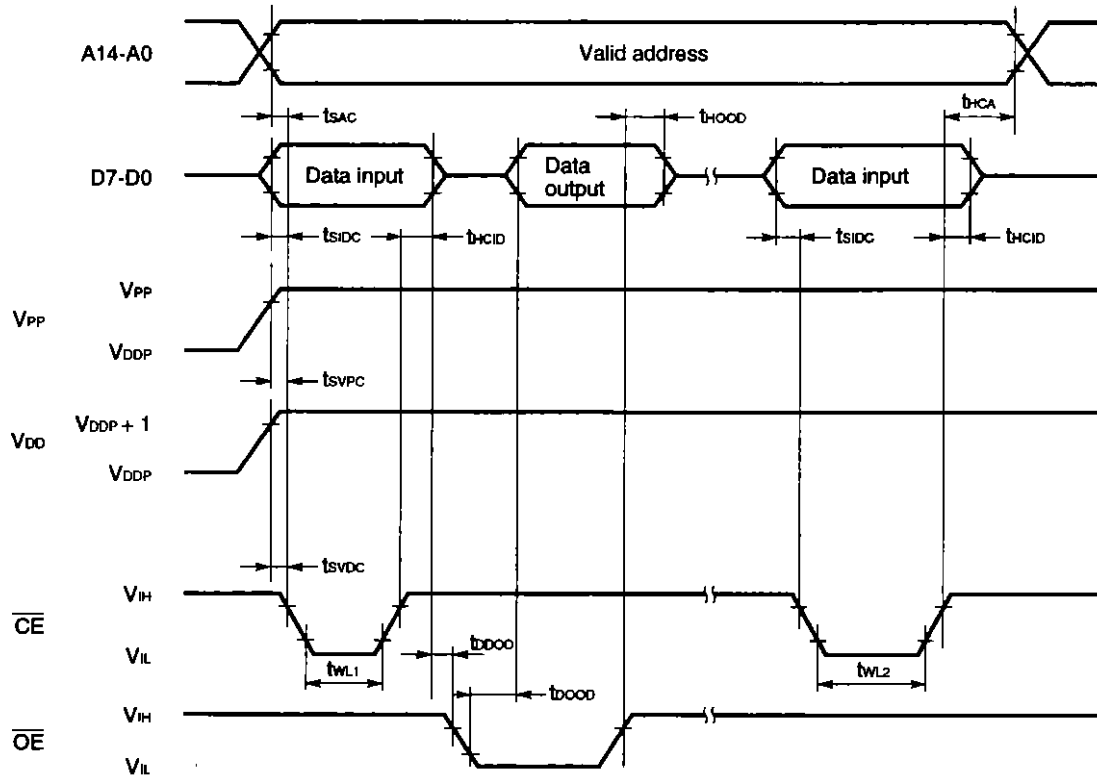 A14-A0
Valid address
tSAC
tHOOD
tHCA
D7-D0
Data input
Data
output
Data input
tSIDC
tHCID
tSIDC
tHCID
VPP
VPP
VDDP
tSVPC
VDD
VDDP + 1
VDDP
tSVDC
CE
VIH
VIL
tWL1
tDDOD
tDOOD
tWL2
OE
VIH
VIL